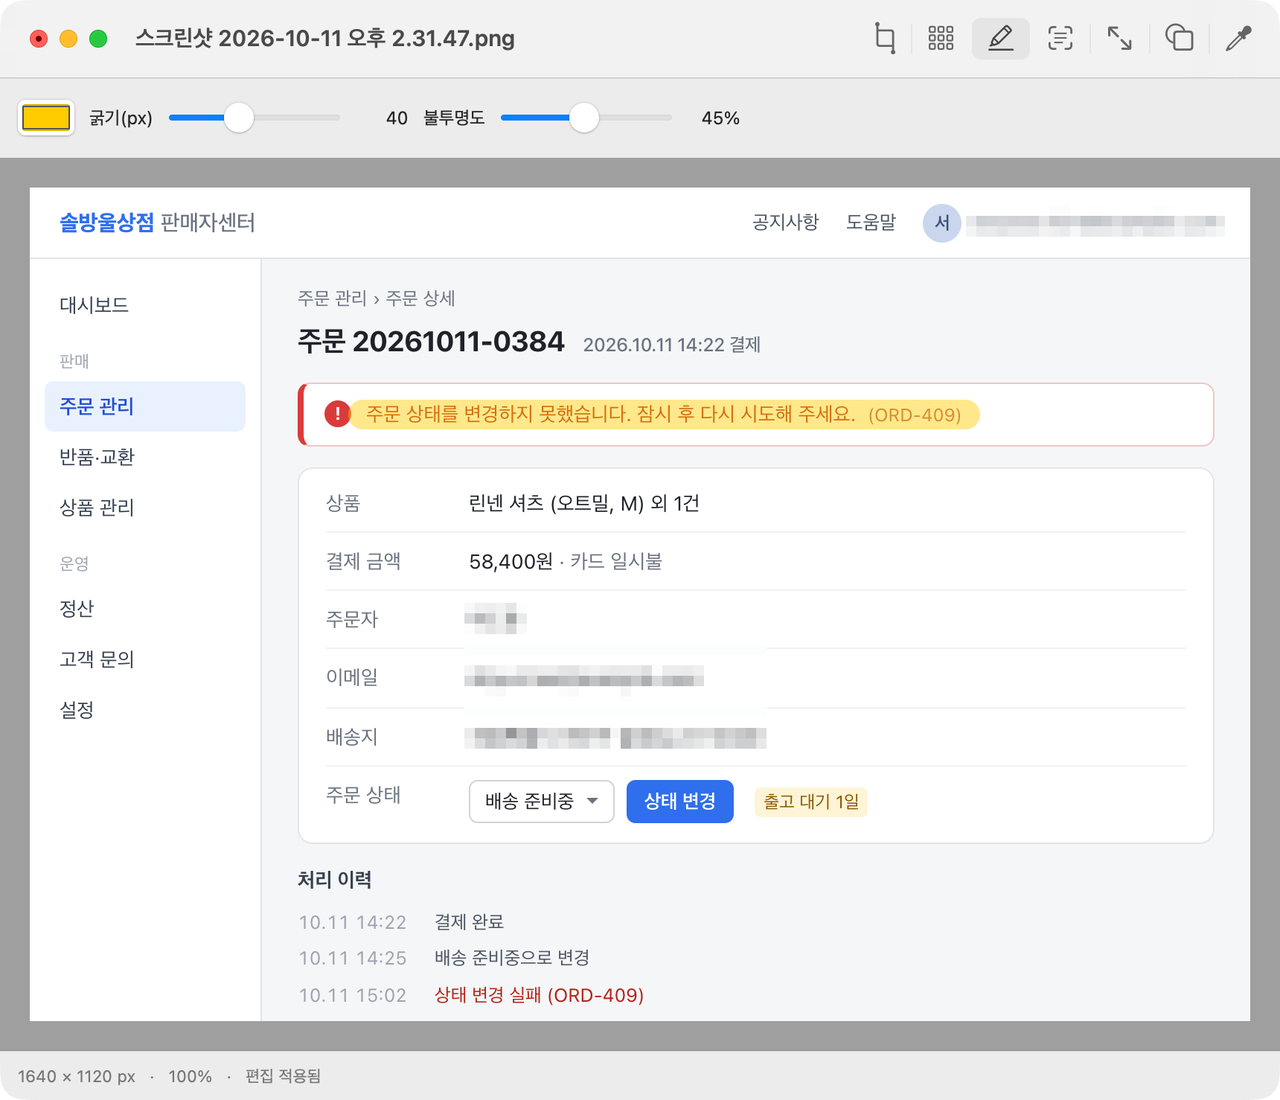 스크린샷 2026-10-11 오후 2.31.47.png
굵기(px) 40 불투명도 45%
솔방울상점 판매자센터 공지사항 도움말 서
대시보드
판매
주문 관리
반품·교환
상품 관리
운영
정산
고객 문의
설정
주문 관리 › 주문 상세
주문 20261011-0384 2026.10.11 14:22 결제
! 주문 상태를 변경하지 못했습니다. 잠시 후 다시 시도해 주세요. (ORD-409)
상품 린넨 셔츠 (오트밀, M) 외 1건
결제 금액 58,400원 · 카드 일시불
주문자
이메일
배송지
주문 상태 배송 준비중 상태 변경 출고 대기 1일
처리 이력
10.11 14:22 결제 완료
10.11 14:25 배송 준비중으로 변경
10.11 15:02 상태 변경 실패 (ORD-409)
1640 × 1120 px · 100% · 편집 적용됨